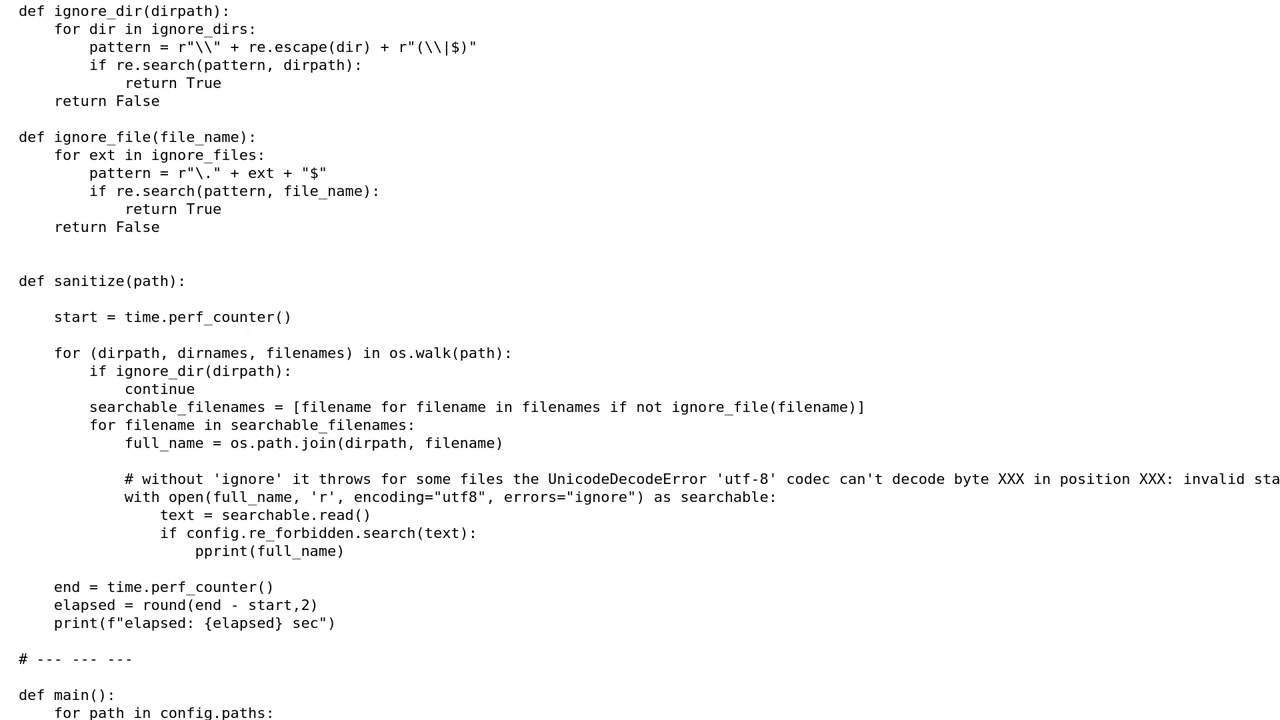 def ignore_dir(dirpath):
    for dir in ignore_dirs:
        pattern = r"\\" + re.escape(dir) + r"(\\|$)"
        if re.search(pattern, dirpath):
            return True
    return False

def ignore_file(file_name):
    for ext in ignore_files:
        pattern = r"\." + ext + "$"
        if re.search(pattern, file_name):
            return True
    return False


def sanitize(path):

    start = time.perf_counter()

    for (dirpath, dirnames, filenames) in os.walk(path):
        if ignore_dir(dirpath):
            continue
        searchable_filenames = [filename for filename in filenames if not ignore_file(filename)]
        for filename in searchable_filenames:
            full_name = os.path.join(dirpath, filename)

            # without 'ignore' it throws for some files the UnicodeDecodeError 'utf-8' codec can't decode byte XXX in position XXX: invalid sta
            with open(full_name, 'r', encoding="utf8", errors="ignore") as searchable:
                text = searchable.read()
                if config.re_forbidden.search(text):
                    pprint(full_name)

    end = time.perf_counter()
    elapsed = round(end - start,2)
    print(f"elapsed: {elapsed} sec")

# --- --- ---

def main():
    for path in config.paths: